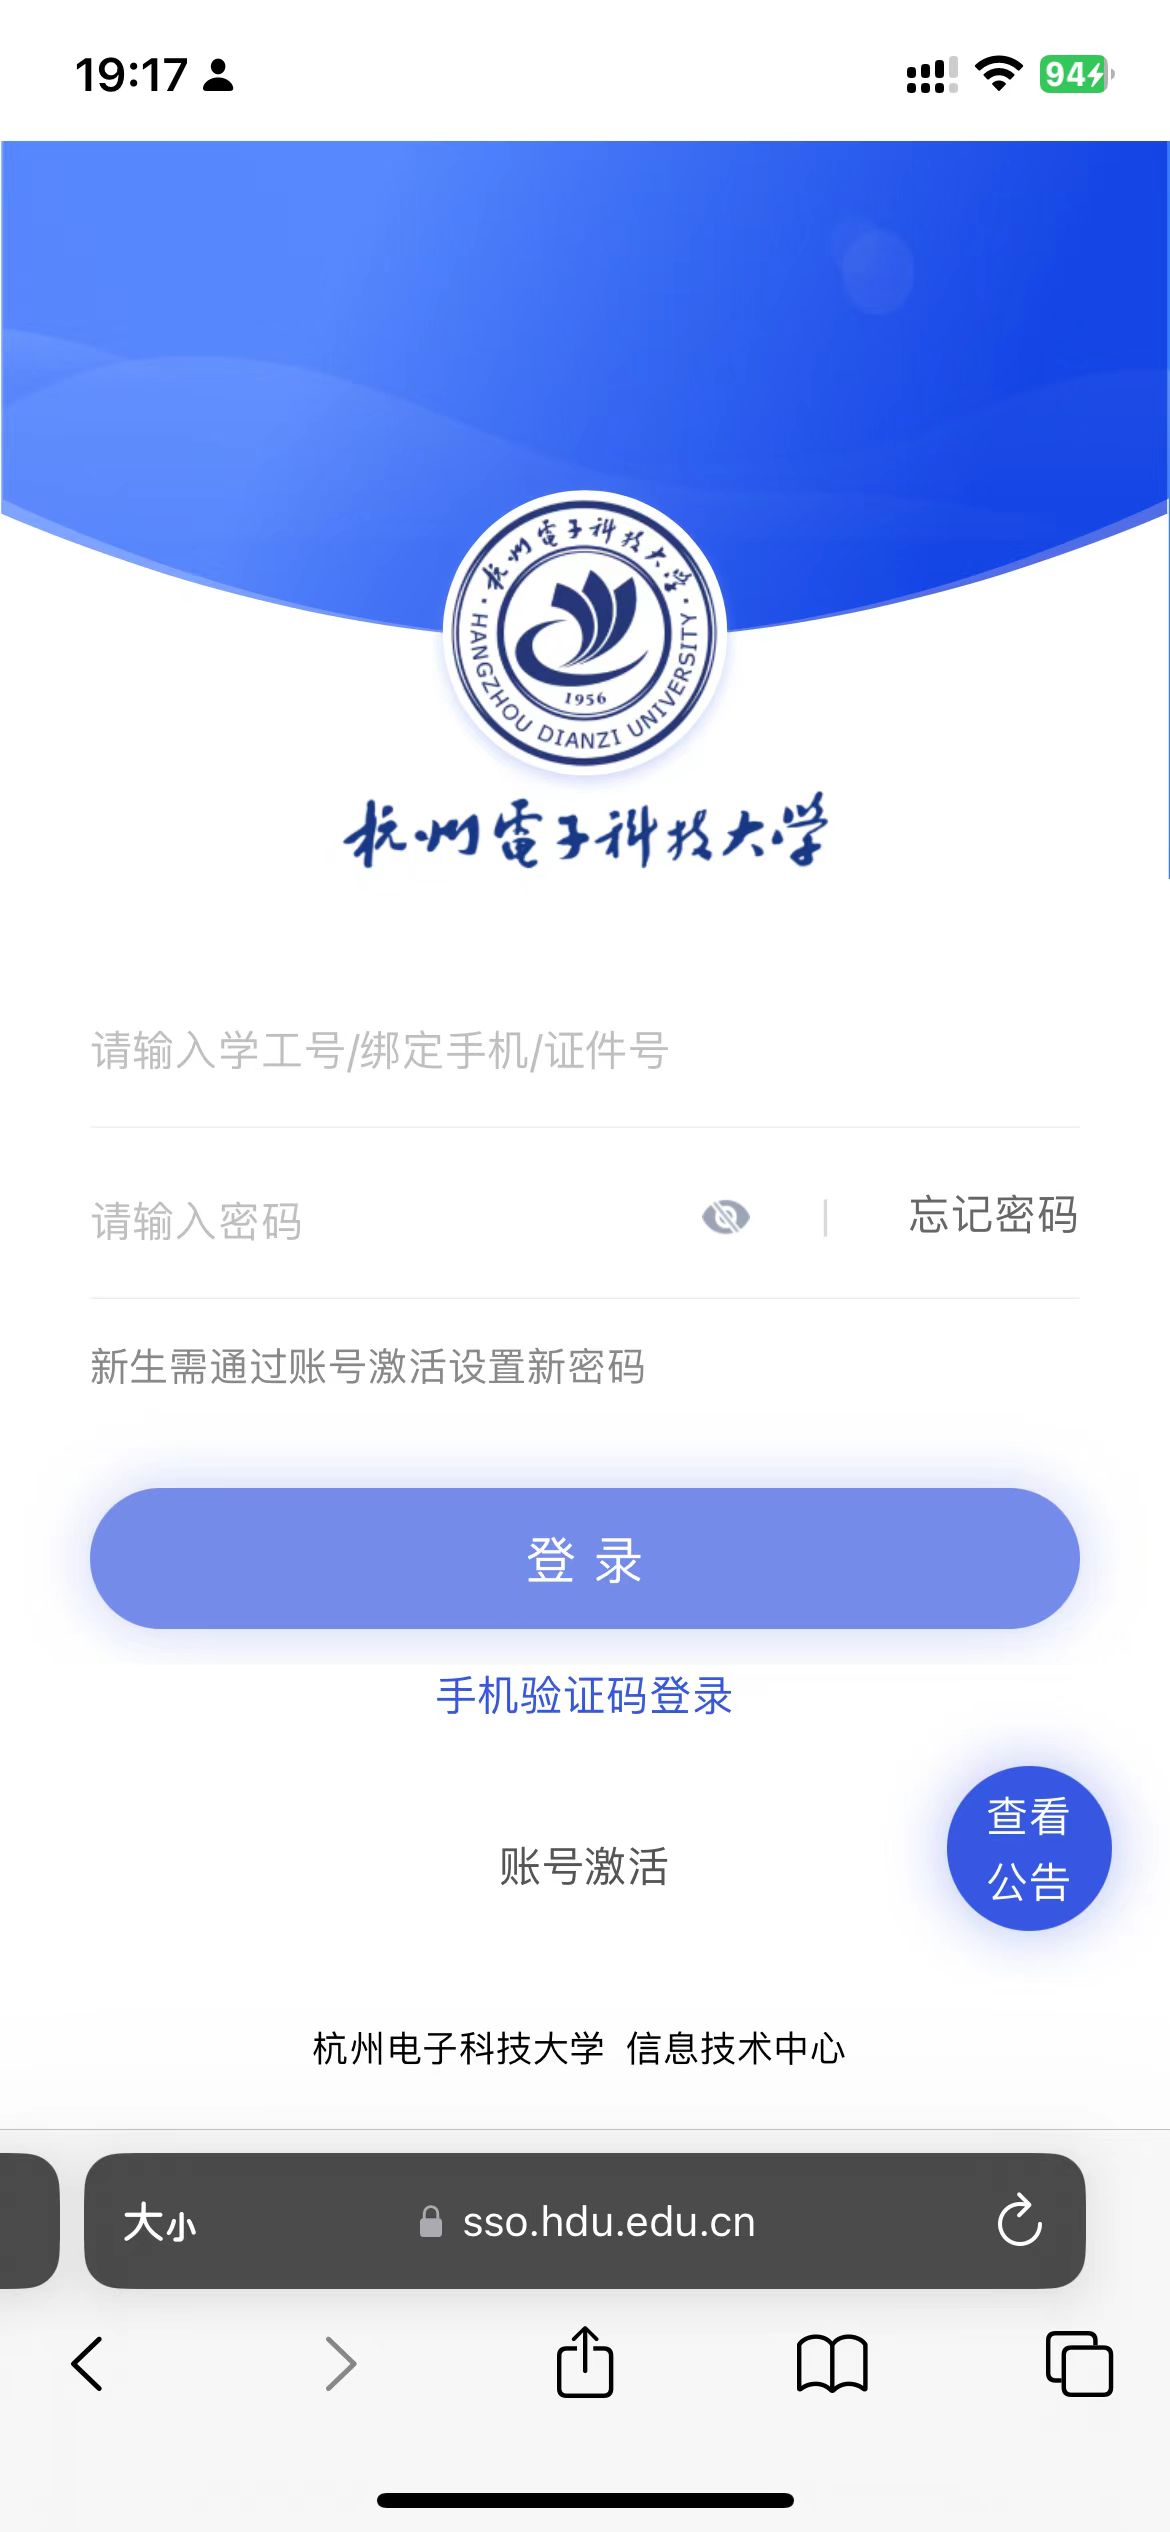 19:17
94
杭州電子科技大学
HANGZHOU DIANZI UNIVERSITY
1956
杭州電子科技大学
请输入学工号/绑定手机/证件号
请输入密码
忘记密码
新生需通过账号激活设置新密码
登 录
手机验证码登录
查看
公告
账号激活
杭州电子科技大学 信息技术中心
大小
sso.hdu.edu.cn